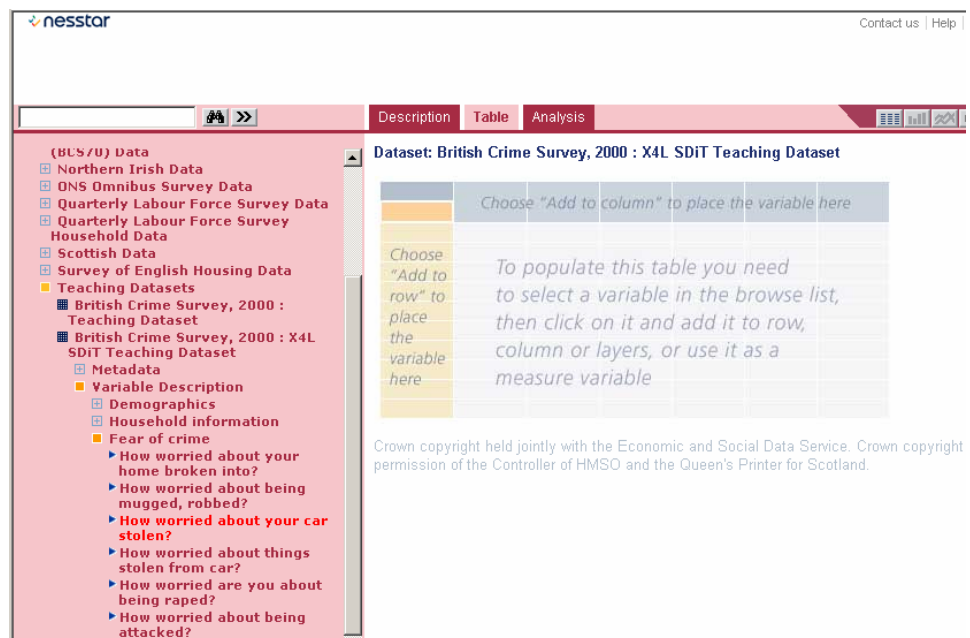 nesstar
Contact us | Help |
Description
Table
Analysis
(BCS70) Data
Northern Irish Data
ONS Omnibus Survey Data
Quarterly Labour Force Survey Data
Quarterly Labour Force Survey
Household Data
Scottish Data
Survey of English Housing Data
Teaching Datasets
British Crime Survey, 2000 :
Teaching Dataset
British Crime Survey, 2000 : X4L
SDiT Teaching Dataset
Metadata
Variable Description
Demographics
Household information
Fear of crime
How worried about your
home broken into?
How worried about being
mugged, robbed?
How worried about your car
stolen?
How worried about things
stolen from car?
How worried are you about
being raped?
How worried about being
attacked?
Dataset: British Crime Survey, 2000 : X4L SDiT Teaching Dataset
Choose "Add to column" to place the variable here
Choose
"Add to
row" to
place
the
variable
here
To populate this table you need
to select a variable in the browse list,
then click on it and add it to row,
column or layers, or use it as a
measure variable
Crown copyright held jointly with the Economic and Social Data Service. Crown copyright
permission of the Controller of HMSO and the Queen's Printer for Scotland.